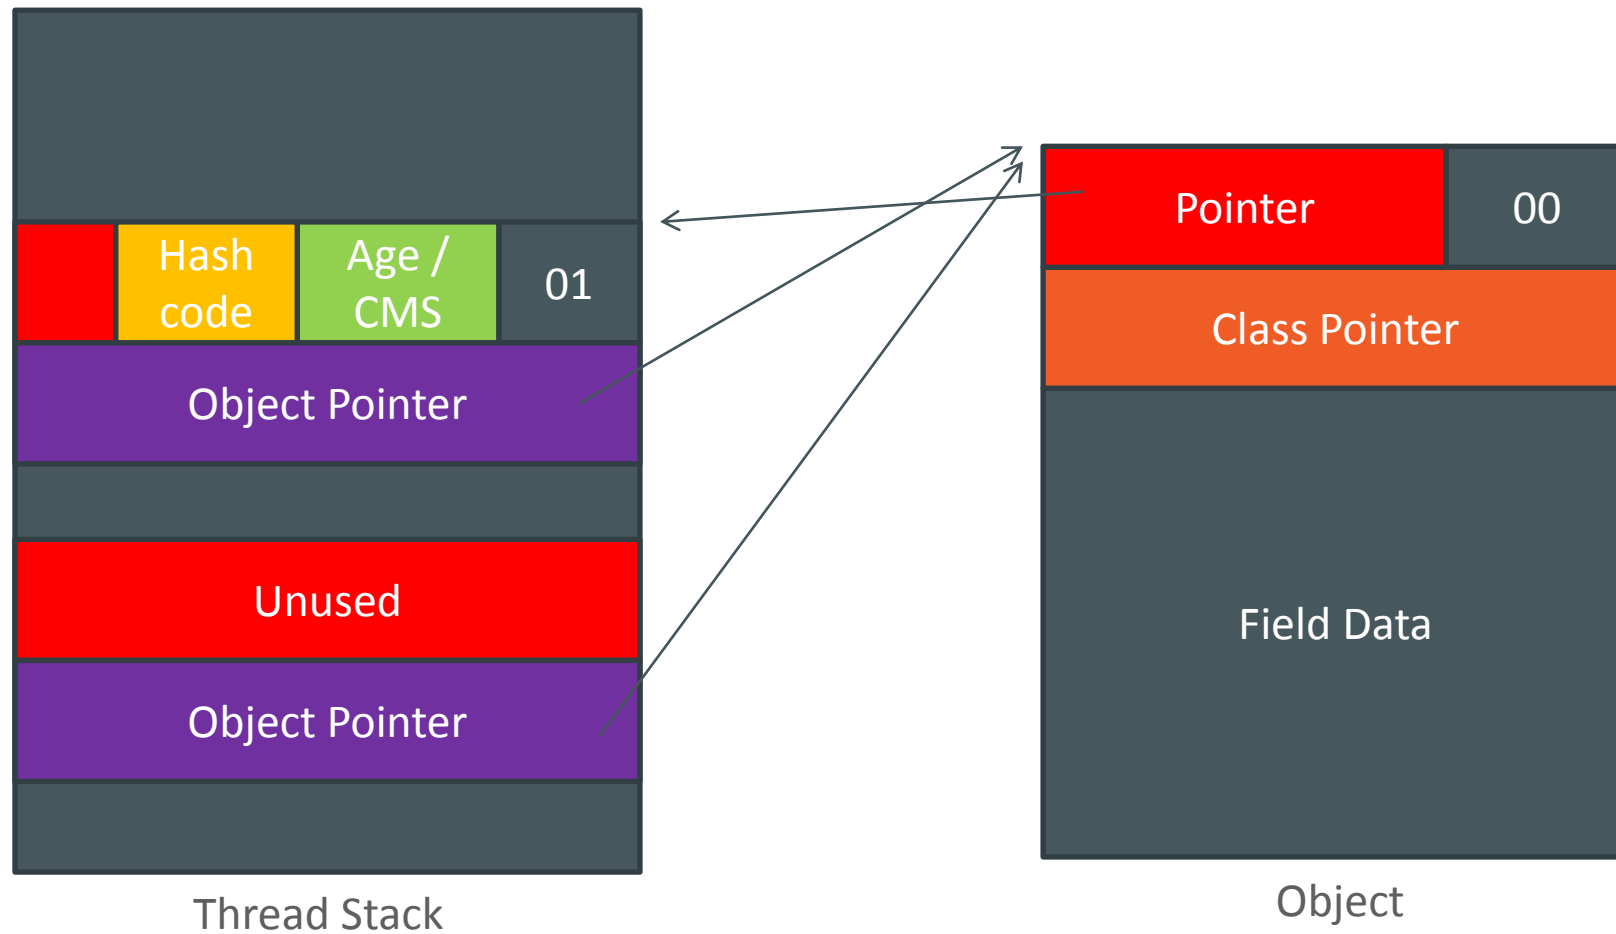 Hash
code
Age /
CMS
01
Object Pointer
Unused
Object Pointer
Thread Stack
Pointer
00
Class Pointer
Field Data
Object